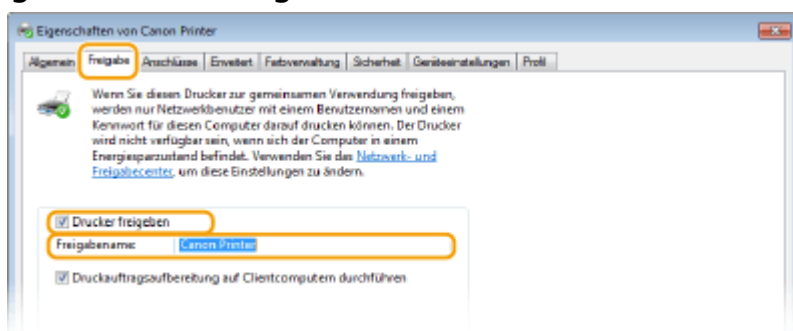 Eigenschaften von Canon Printer
Allgemein Freigabe Anschlüsse Erweitert Farbverwaltung Sicherheit Geräteeinstellungen Profil
Wenn Sie diesen Drucker zur gemeinsamen Verwendung freigeben,
werden nur Netzwerkbenutzer mit einem Benutzernamen und einem
Kennwort für diesen Computer darauf drucken können. Der Drucker
wird nicht verfügbar sein, wenn sich der Computer in einem
Energiesparzustand befindet. Verwenden Sie das Netzwerk- und
Freigabecenter, um diese Einstellungen zu ändern.
Drucker freigeben
Freigabename: Canon Printer
Druckauftragsaufbereitung auf Clientcomputern durchführen